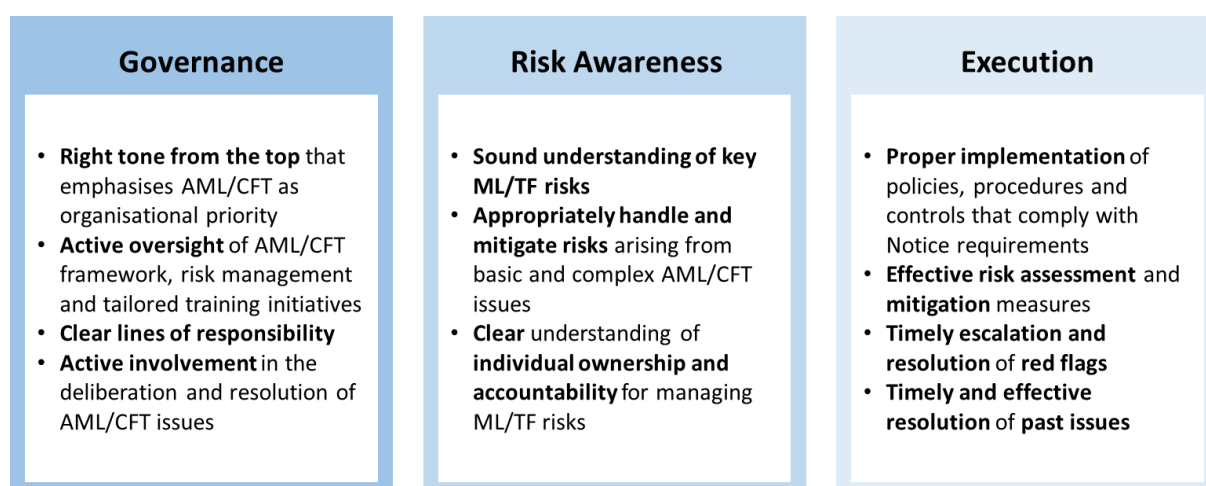 Governance
• Right tone from the top that
emphasises AML/CFT as
organisational priority
• Active oversight of AML/CFT
framework, risk management
and tailored training initiatives
• Clear lines of responsibility
• Active involvement in the
deliberation and resolution of
AML/CFT issues
Risk Awareness
• Sound understanding of key
ML/TF risks
• Appropriately handle and
mitigate risks arising from
basic and complex AML/CFT
issues
• Clear understanding of
individual ownership and
accountability for managing
ML/TF risks
Execution
• Proper implementation of
policies, procedures and
controls that comply with
Notice requirements
• Effective risk assessment and
mitigation measures
• Timely escalation and
resolution of red flags
• Timely and effective
resolution of past issues